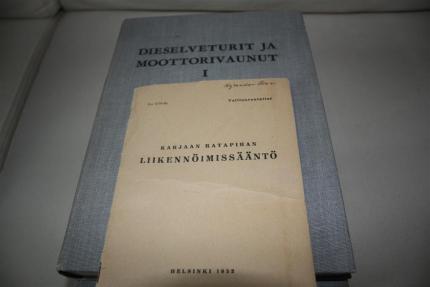 DIESELVETURIT JA
MOOTTORIVAUNUT
I
Valtionrautatiet
KARJAAN RATAPIHAN
LIIKENNÖIMISSÄÄNTÖ
HELSINKI 1952